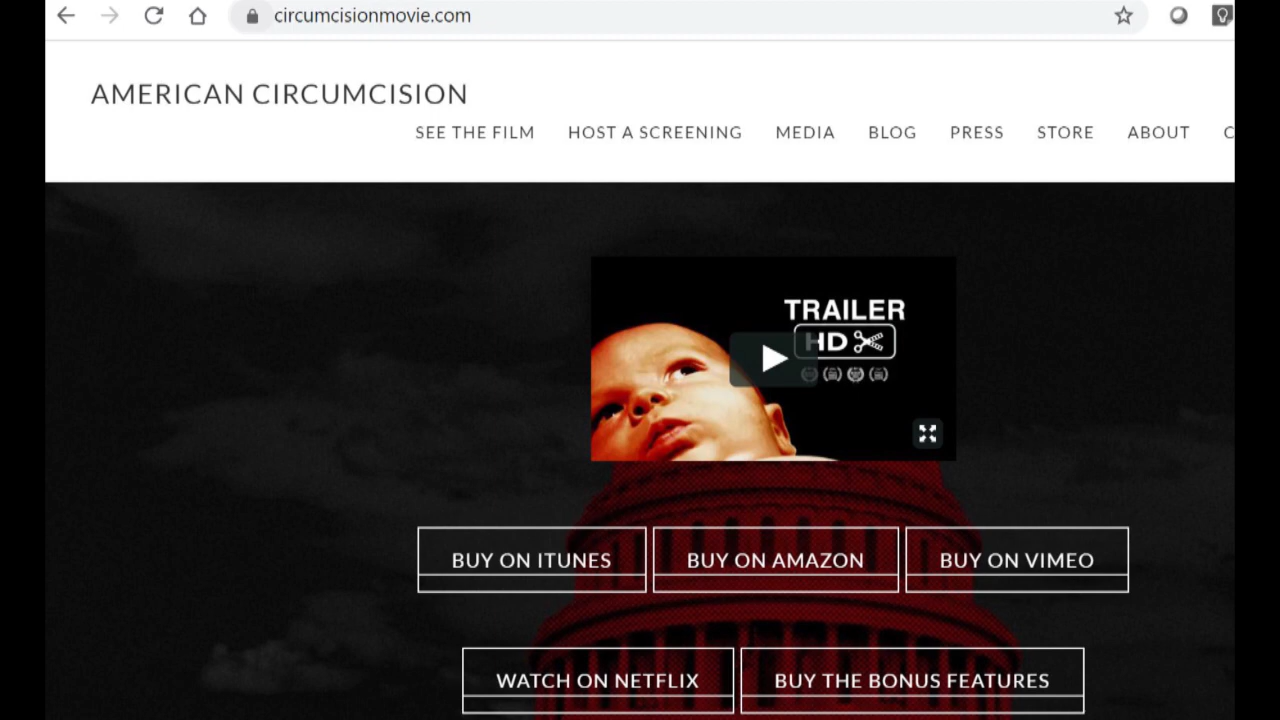 circumcisionmovie.com
AMERICAN CIRCUMCISION
SEE THE FILM HOST A SCREENING MEDIA BLOG PRESS STORE ABOUT C
TRAILER
HD
BUY ON ITUNES BUY ON AMAZON BUY ON VIMEO
WATCH ON NETFLIX BUY THE BONUS FEATURES